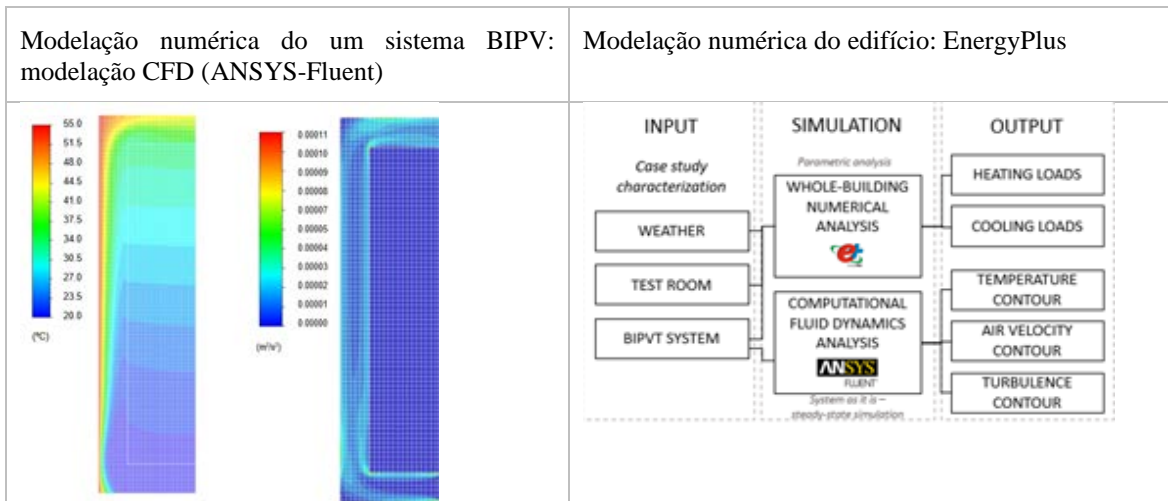 Modelação numérica do um sistema BIPV:
modelação CFD (ANSYS-Fluent)
Modelação numérica do edifício: EnergyPlus
55.0
51.5
48.0
44.5
41.0
37.5
34.0
30.5
27.0
23.5
20.0
(ºC)
0.00011
0.00010
0.00010
0.00009
0.00007
0.00006
0.00004
0.00003
0.00002
0.00001
0.00000
(m²/s²)
INPUT
Case study
characterization
WEATHER
TEST ROOM
BIPVT SYSTEM
SIMULATION
Parametric analysis
WHOLE-BUILDING
NUMERICAL
ANALYSIS
COMPUTATIONAL
FLUID DYNAMICS
ANALYSIS
ANSYS
FLUENT
System as it is –
steady-state simulation
OUTPUT
HEATING LOADS
COOLING LOADS
TEMPERATURE
CONTOUR
AIR VELOCITY
CONTOUR
TURBULENCE
CONTOUR